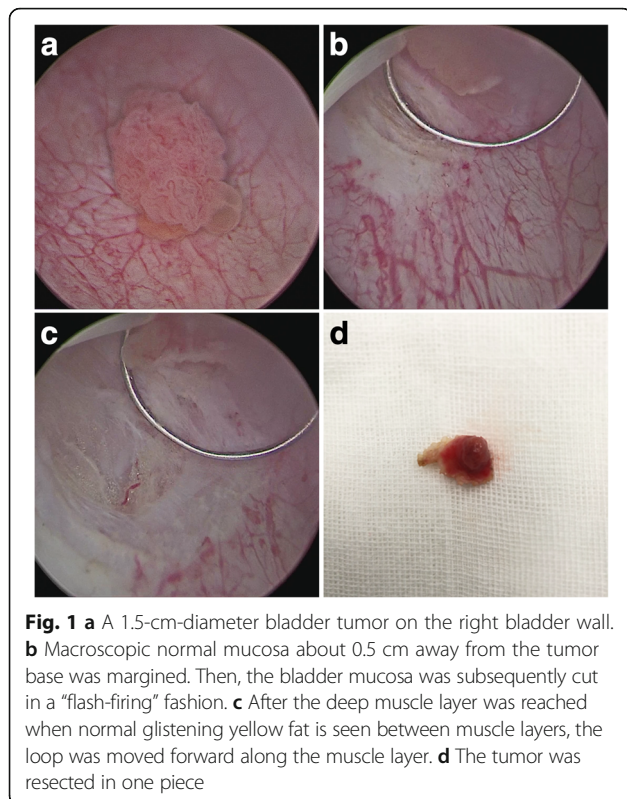 a
b
c
d
Fig. 1 a A 1.5-cm-diameter bladder tumor on the right bladder wall.
b Macroscopic normal mucosa about 0.5 cm away from the tumor
base was margined. Then, the bladder mucosa was subsequently cut
in a “flash-firing” fashion. c After the deep muscle layer was reached
when normal glistening yellow fat is seen between muscle layers, the
loop was moved forward along the muscle layer. d The tumor was
resected in one piece